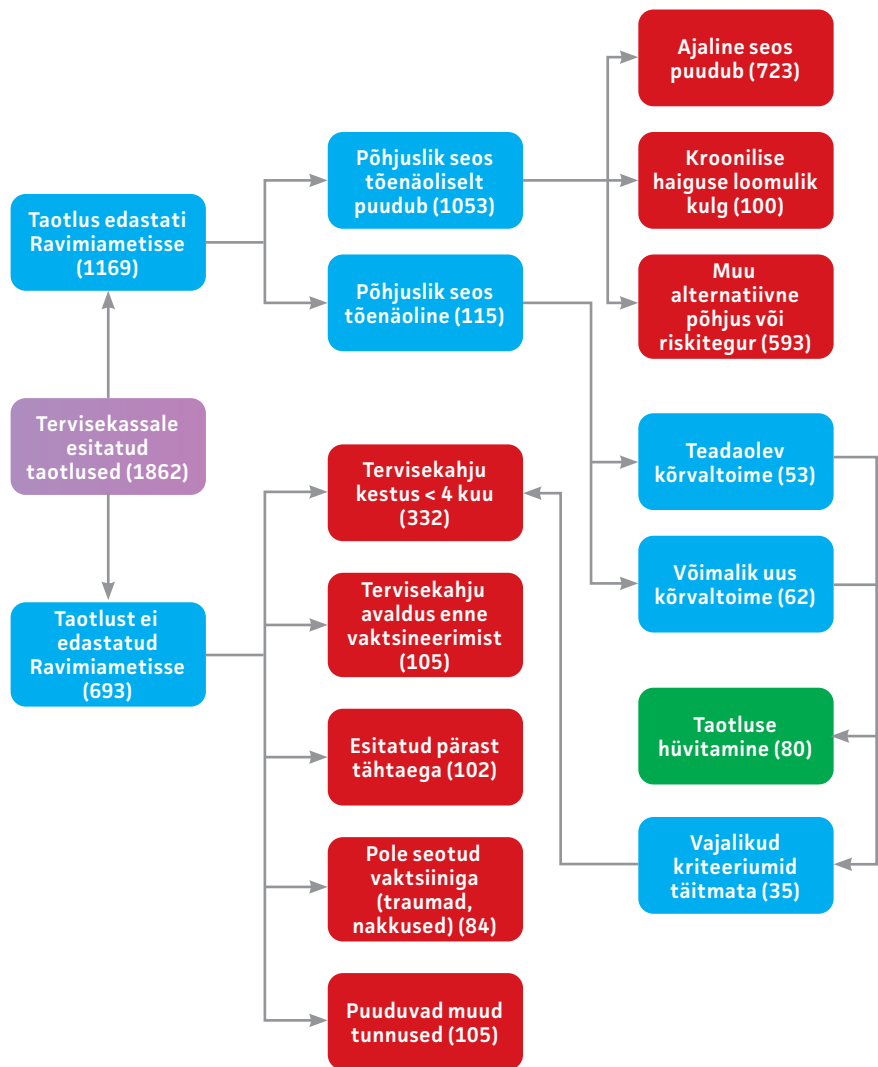 Ajaline seos
puudub (723)
Põhjuslik seos
tõenäoliselt
puudub (1053)
Kroonilise
haiguse loomulik
kulg (100)
Taotlus edastati
Ravimiametisse
(1169)
Põhjuslik seos
tõenäoline (115)
Muu
alternatiivne
põhjus või
riskitegur (593)
Tervisekassale
esitatud
taotlused (1862)
Teadaolev
kõrvaltoime (53)
Tervisekahju
kestus < 4 kuu
(332)
Võimalik uus
kõrvaltoime (62)
Tervisekahju
avaldus enne
vaktsineerimist
(105)
Taotlust ei
edastatud
Ravimiametisse
(693)
Taotluse
hüvitamine (80)
Esitatud pärast
tähtaega (102)
Vajalikud
kriteeriumid
täitmata (35)
Pole seotud
vaktsiiniga
(traumad,
nakkused) (84)
Puuduvad muud
tunnused (105)